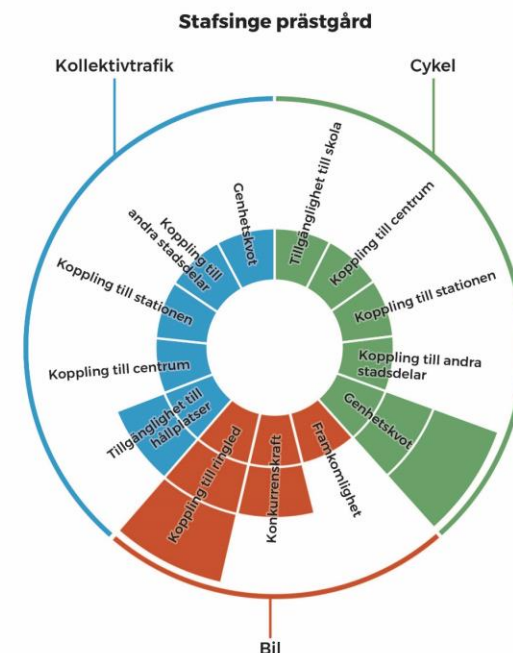 Stafsinge prästgård
Kollektivtrafik
Cykel
Tillgänglighet till skola
Koppling till centrum
Koppling till stationen
Koppling till andra
stadsdelar
Genhetskvot
Framkomlighet
Konkurrenskraft
Koppling till ringled
Tillgänglighet till
hållplatser
Koppling till centrum
Koppling till stationen
Koppling till
andra stadsdelar
Genhetskvot
Bil